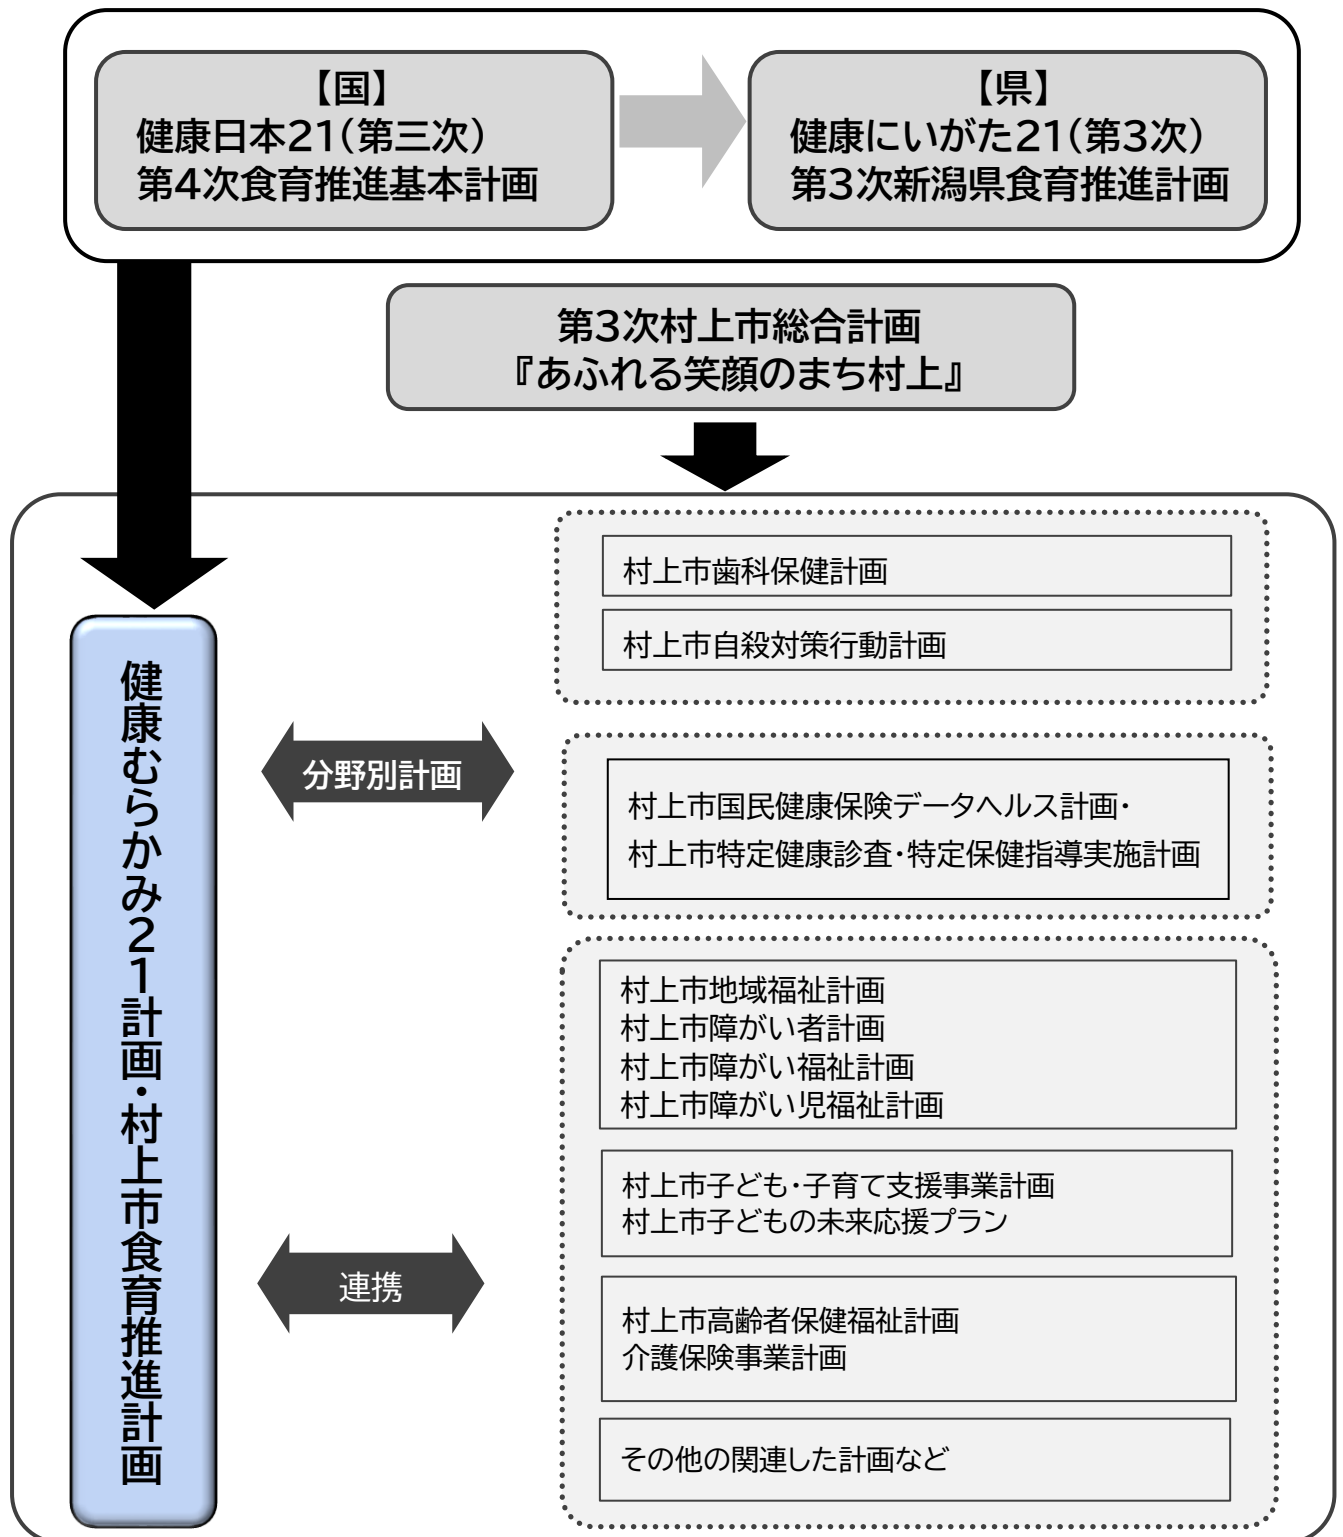 【国】
健康日本21(第三次)
第4次食育推進基本計画
【県】
健康にいがた21(第3次)
第3次新潟県食育推進計画
第3次村上市総合計画
『あふれる笑顔のまち村上』
健康むらかみ21計画・村上市食育推進計画
分野別計画
連携
村上市歯科保健計画
村上市自殺対策行動計画
村上市国民健康保険データヘルス計画・
村上市特定健康診査・特定保健指導実施計画
村上市地域福祉計画
村上市障がい者計画
村上市障がい福祉計画
村上市障がい児福祉計画
村上市子ども・子育て支援事業計画
村上市子どもの未来応援プラン
村上市高齢者保健福祉計画
介護保険事業計画
その他の関連した計画など